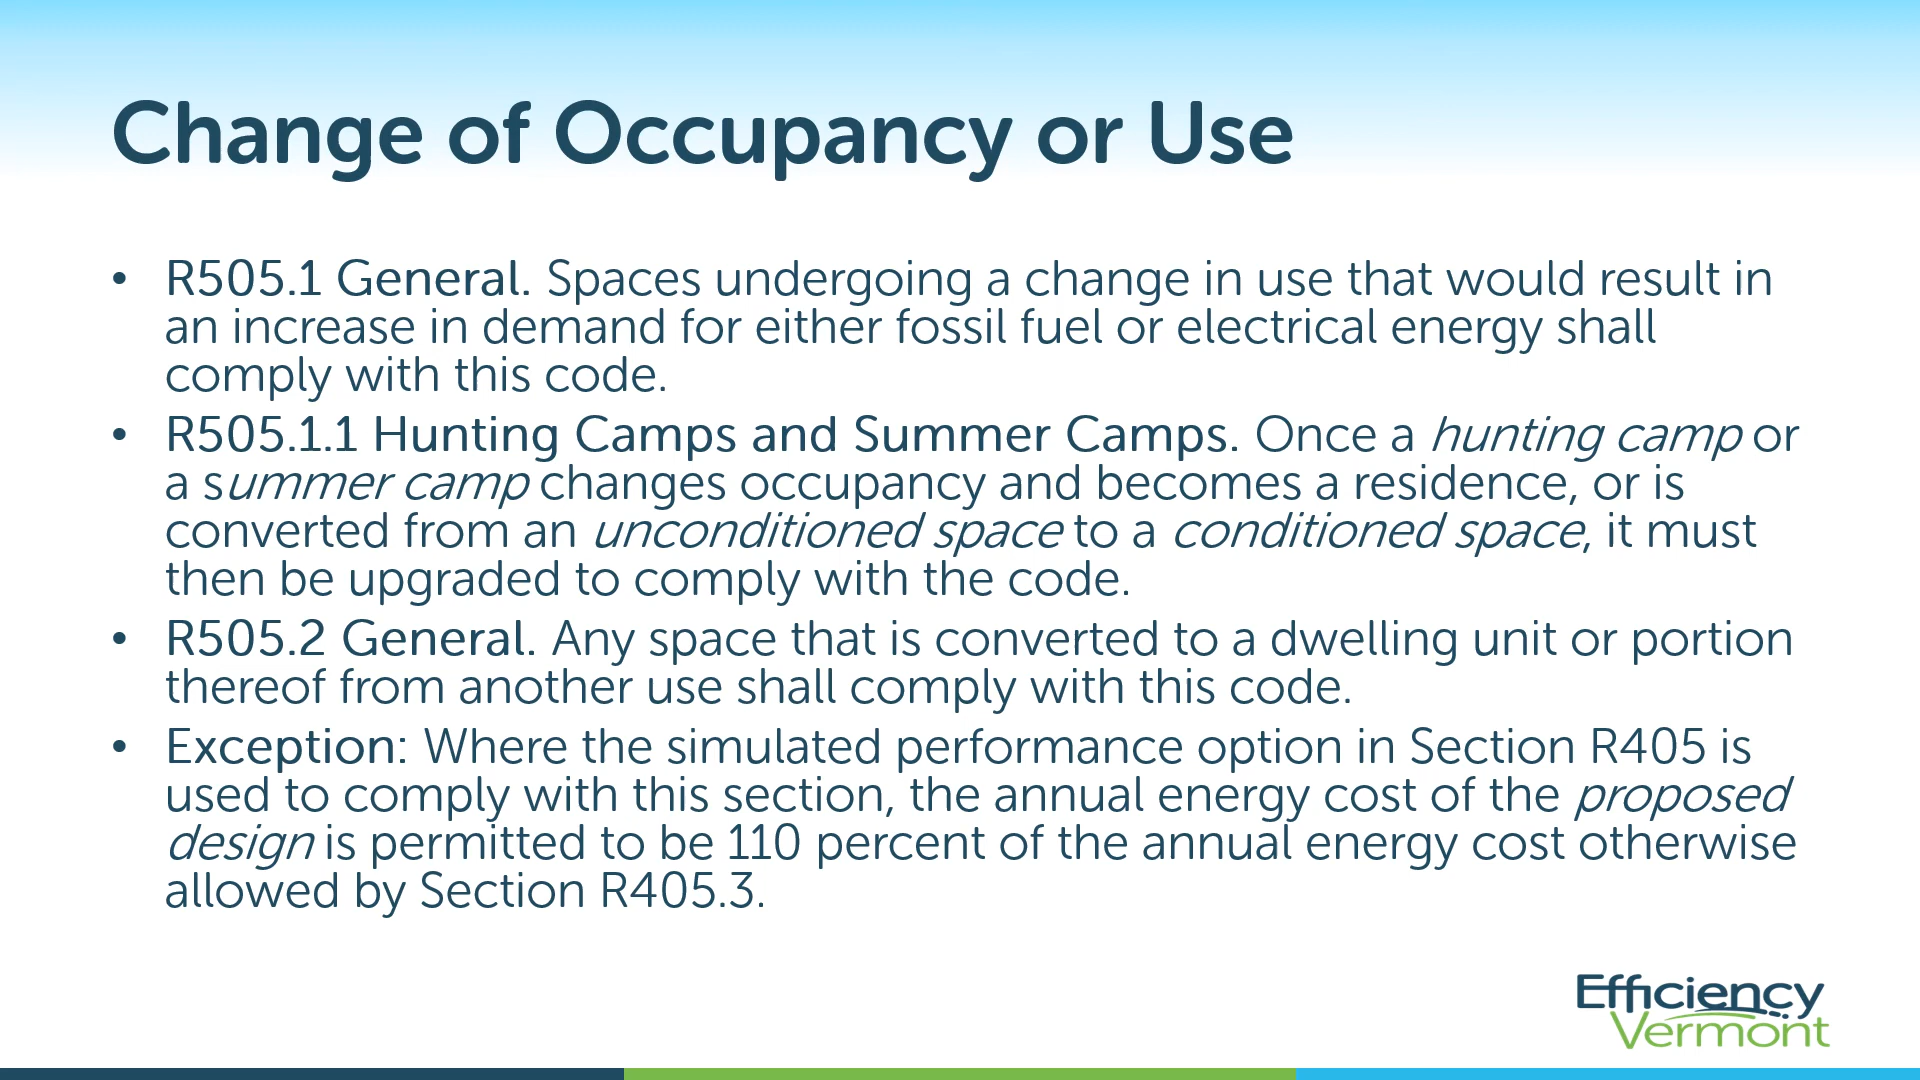 Change of Occupancy or Use
• R505.1 General. Spaces undergoing a change in use that would result in
an increase in demand for either fossil fuel or electrical energy shall
comply with this code.
• R505.1.1 Hunting Camps and Summer Camps. Once a hunting camp or
a summer camp changes occupancy and becomes a residence, or is
converted from an unconditioned space to a conditioned space, it must
then be upgraded to comply with the code.
• R505.2 General. Any space that is converted to a dwelling unit or portion
thereof from another use shall comply with this code.
• Exception: Where the simulated performance option in Section R405 is
used to comply with this section, the annual energy cost of the proposed
design is permitted to be 110 percent of the annual energy cost otherwise
allowed by Section R405.3.
Efficiency
Vermont